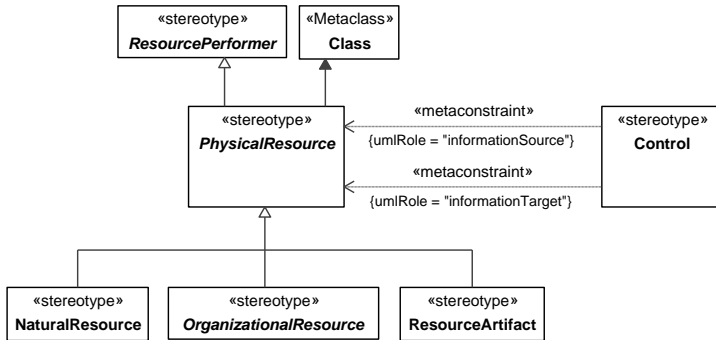 «stereotype»
ResourcePerformer
«Metaclass»
Class
«stereotype»
PhysicalResource
«metaconstraint»
{umlRole = "informationSource"}
«metaconstraint»
{umlRole = "informationTarget"}
«stereotype»
Control
«stereotype»
NaturalResource
«stereotype»
OrganizationalResource
«stereotype»
ResourceArtifact